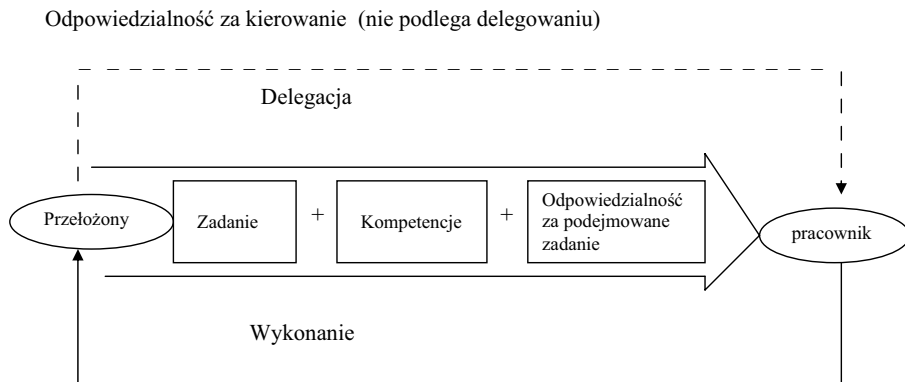 Odpowiedzialność za kierowanie (nie podlega delegowaniu)
Delegacja
Przełożony
Zadanie
+
Kompetencje
+
Odpowiedzialność
za podejmowane
zadanie
pracownik
Wykonanie